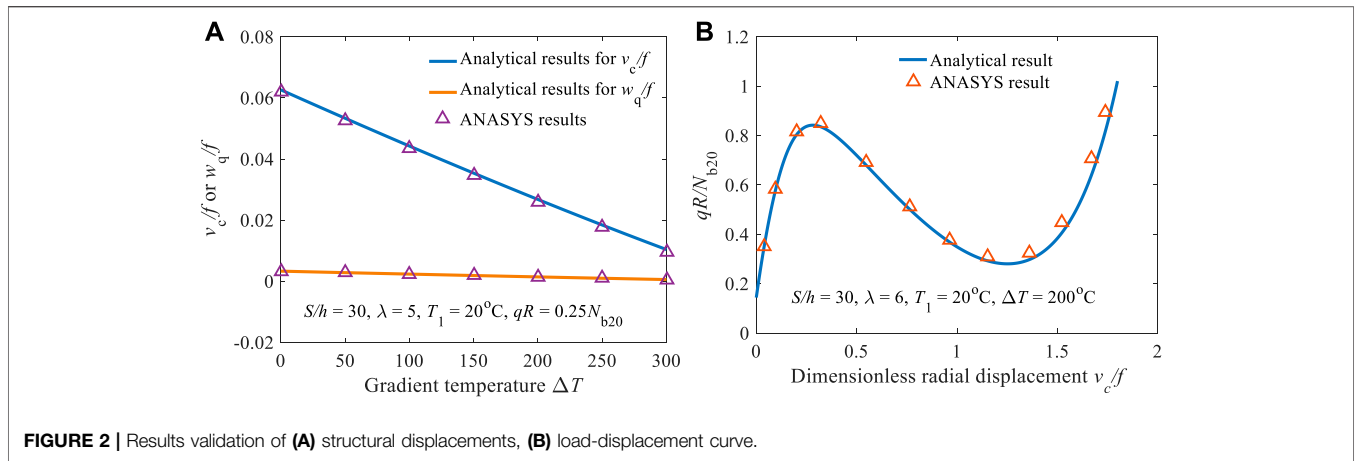 A
0.08
0.06
0.04
0.02
0
-0.02
v_c/f or w_q/f
Analytical results for v_c/f
Analytical results for w_q/f
ANASYS results
S/h = 30, λ = 5, T_1 = 20°C, qR = 0.25N_b20
0 50 100 150 200 250 300
Gradient temperature ΔT
B
1.2
1
0.8
0.6
0.4
0.2
0
qR/N_b20
Analytical result
ANASYS result
S/h = 30, λ = 6, T_1 = 20°C, ΔT = 200°C
0 0.5 1 1.5 2
Dimensionless radial displacement v_c/f
FIGURE 2 | Results validation of (A) structural displacements, (B) load-displacement curve.